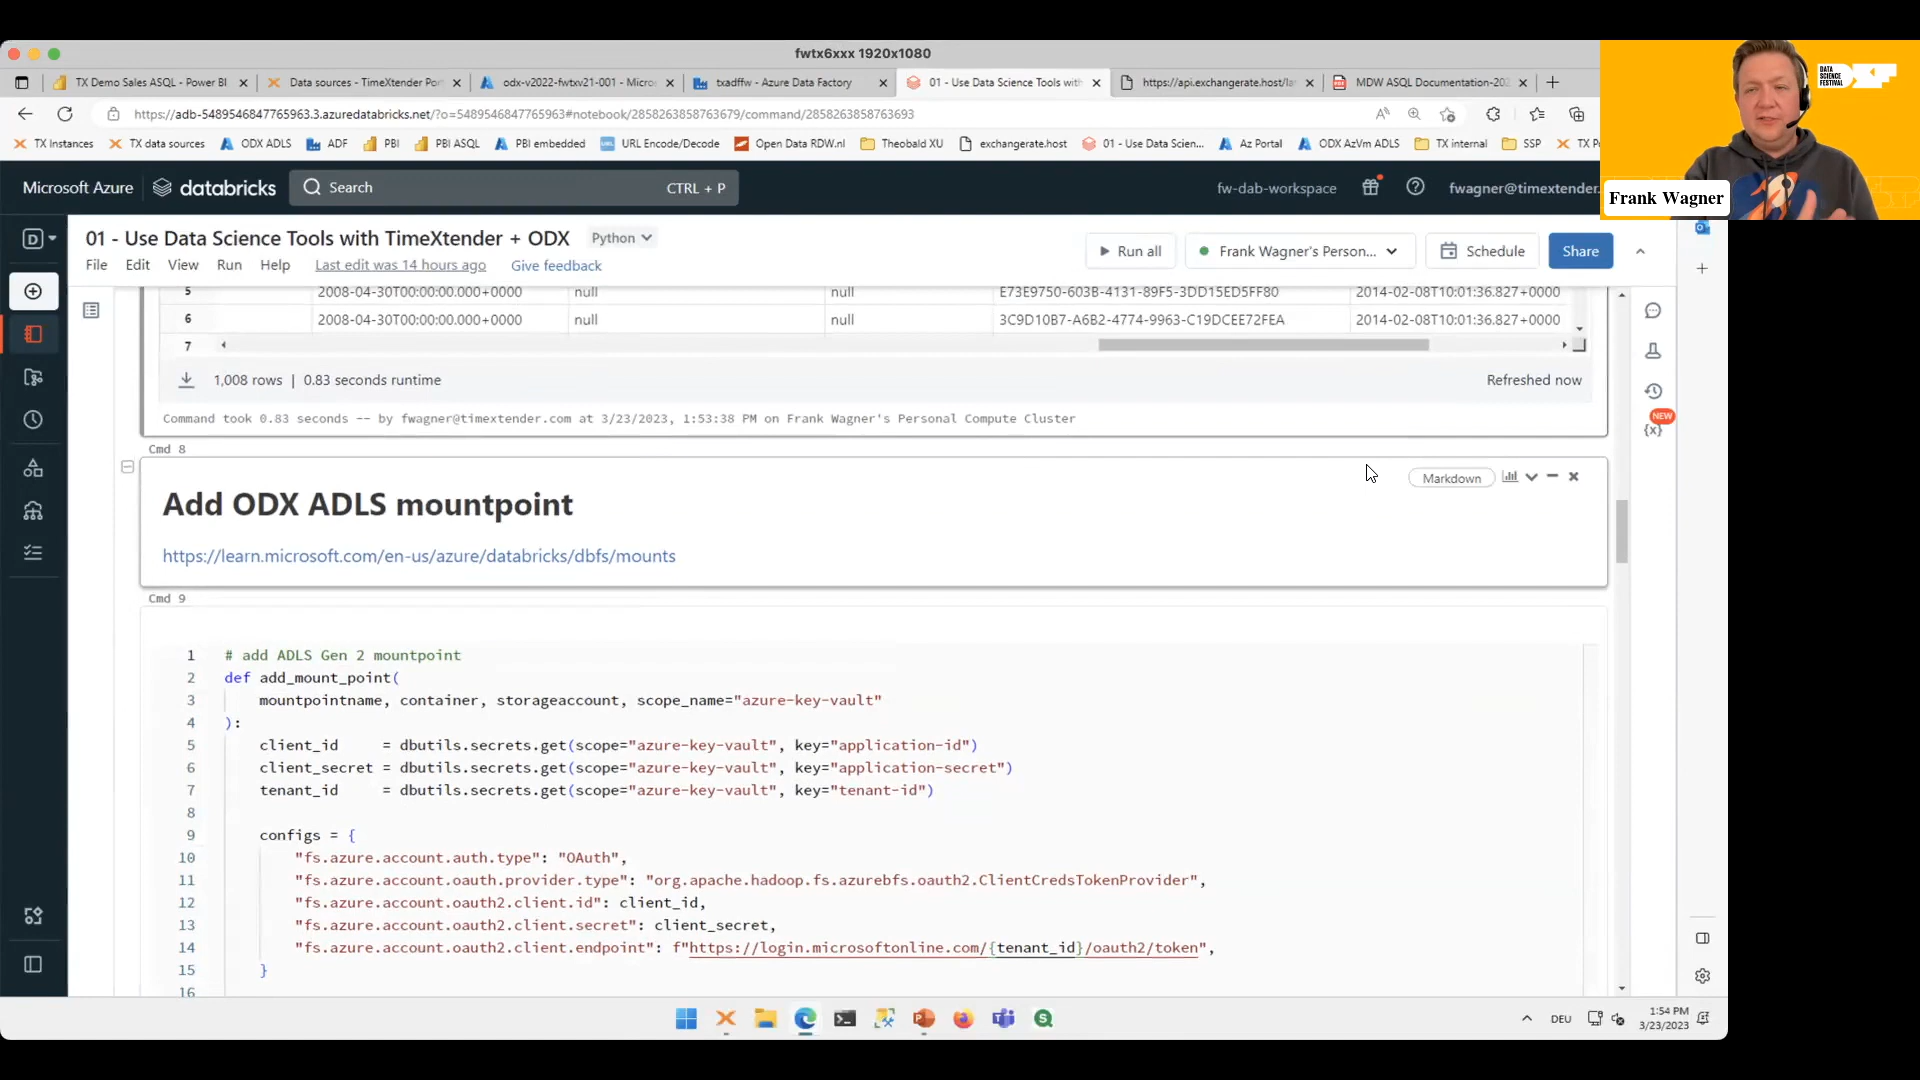 fwtx6xxx 1920x1080
TX Demo Sales ASQL - Power BI
Data sources - TimeXtender Por
odx-v2022-fwtxv21-001 - Micros
txadffw - Azure Data Factory
01 - Use Data Science Tools with
https://api.exchangerate.host/la
MDW ASQL Documentation-202
https://adb-5489546847765963.3.azuredatabricks.net/?o=5489546847765963#notebook/2858263858763679/command/2858263858763693
TX Instances
TX data sources
ODX ADLS
ADF
PBI
PBI ASQL
PBI embedded
URL Encode/Decode
Open Data RDW.nl
Theobald XU
exchangerate.host
01 - Use Data Scien...
Az Portal
ODX AzVm ADLS
TX internal
SSP
TX P
DATA SCIENCE FESTIVAL
Frank Wagner
Microsoft Azure
databricks
Search
CTRL + P
fw-dab-workspace
fwagner@timextender.
01 - Use Data Science Tools with TimeXtender + ODX
Python
Run all
Frank Wagner's Person...
Schedule
Share
File Edit View Run Help Last edit was 14 hours ago Give feedback
5 2008-04-30T00:00:00.000+0000 null null E73E9750-603B-4131-89F5-3DD15ED5FF80 2014-02-08T10:01:36.827+0000
6 2008-04-30T00:00:00.000+0000 null null 3C9D10B7-A6B2-4774-9963-C19DCEE72FEA 2014-02-08T10:01:36.827+0000
7
1,008 rows | 0.83 seconds runtime
Refreshed now
Command took 0.83 seconds -- by fwagner@timextender.com at 3/23/2023, 1:53:38 PM on Frank Wagner's Personal Compute Cluster
NEW
Cmd 8
Markdown
Add ODX ADLS mountpoint
https://learn.microsoft.com/en-us/azure/databricks/dbfs/mounts
Cmd 9
1 # add ADLS Gen 2 mountpoint
2 def add_mount_point(
3 mountpointname, container, storageaccount, scope_name="azure-key-vault"
4 ):
5 client_id = dbutils.secrets.get(scope="azure-key-vault", key="application-id")
6 client_secret = dbutils.secrets.get(scope="azure-key-vault", key="application-secret")
7 tenant_id = dbutils.secrets.get(scope="azure-key-vault", key="tenant-id")
8
9 configs = {
10 "fs.azure.account.auth.type": "OAuth",
11 "fs.azure.account.oauth.provider.type": "org.apache.hadoop.fs.azurebfs.oauth2.ClientCredsTokenProvider",
12 "fs.azure.account.oauth2.client.id": client_id,
13 "fs.azure.account.oauth2.client.secret": client_secret,
14 "fs.azure.account.oauth2.client.endpoint": f"https://login.microsoftonline.com/{tenant_id}/oauth2/token",
15 }
16
DEU
1:54 PM
3/23/2023